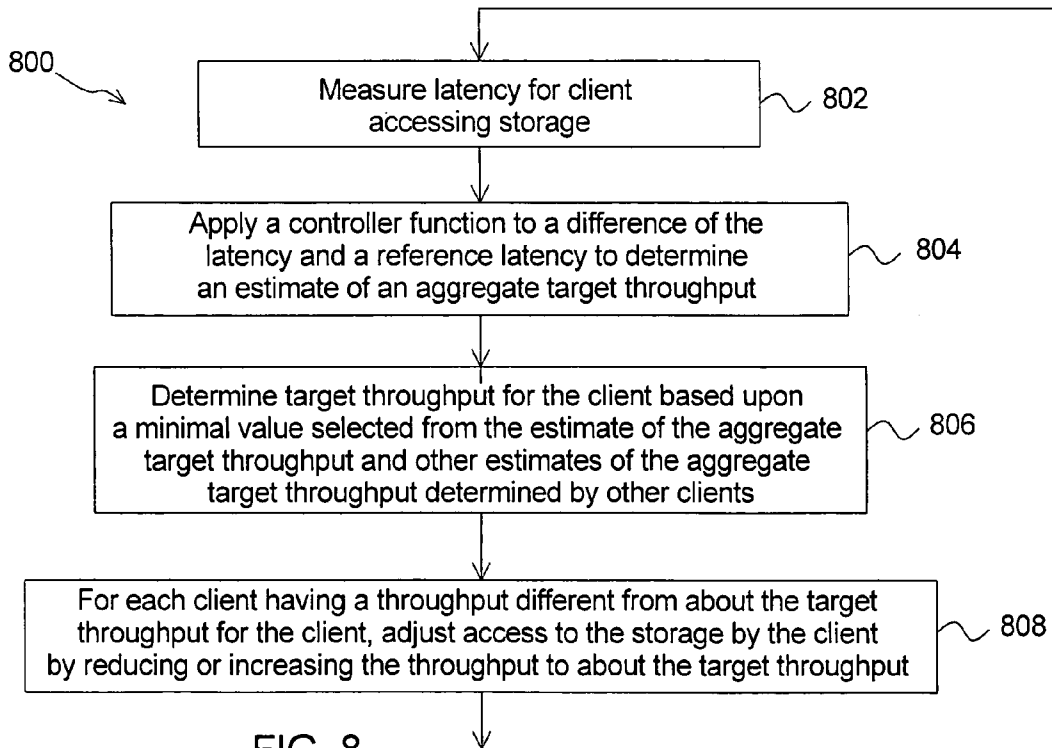 800
Measure latency for client
accessing storage
802
Apply a controller function to a difference of the
latency and a reference latency to determine
an estimate of an aggregate target throughput
804
Determine target throughput for the client based upon
a minimal value selected from the estimate of the aggregate
target throughput and other estimates of the aggregate
target throughput determined by other clients
806
For each client having a throughput different from about the target
throughput for the client, adjust access to the storage by the client
by reducing or increasing the throughput to about the target throughput
808
FIG. 8